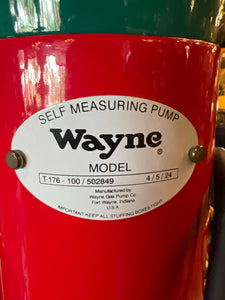 SELF MEASURING PUMP
Wayne®
MODEL
T-176 - 100 / 502849 4 / 5 / 24
Manufactured by
Wayne Gas Pump Co
Fort Wayne, Indiana
U.S.A.
IMPORTANT KEEP ALL STUFFING BOXES TIGHT